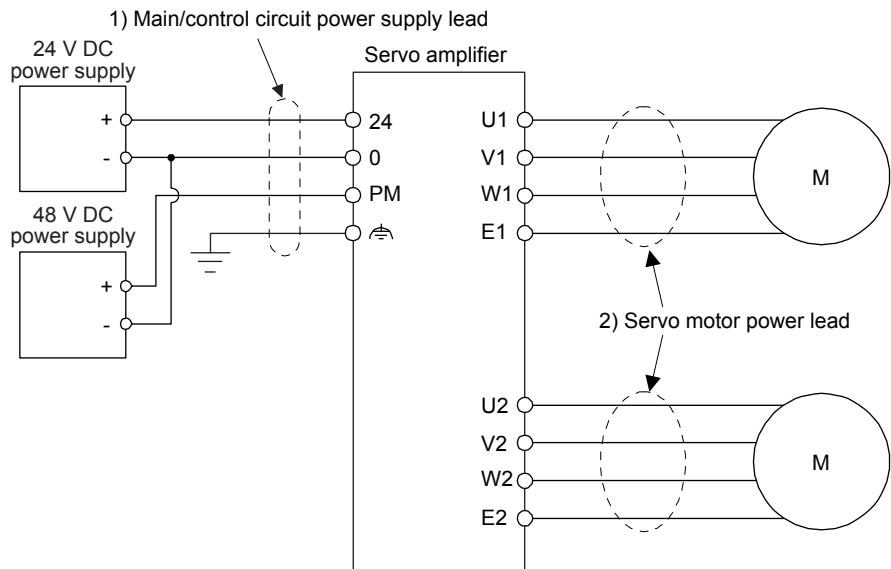 1) Main/control circuit power supply lead
24 V DC
power supply
Servo amplifier
+
-
24
0
PM
48 V DC
power supply
+
-
U1
V1
W1
E1
M
2) Servo motor power lead
U2
V2
W2
E2
M